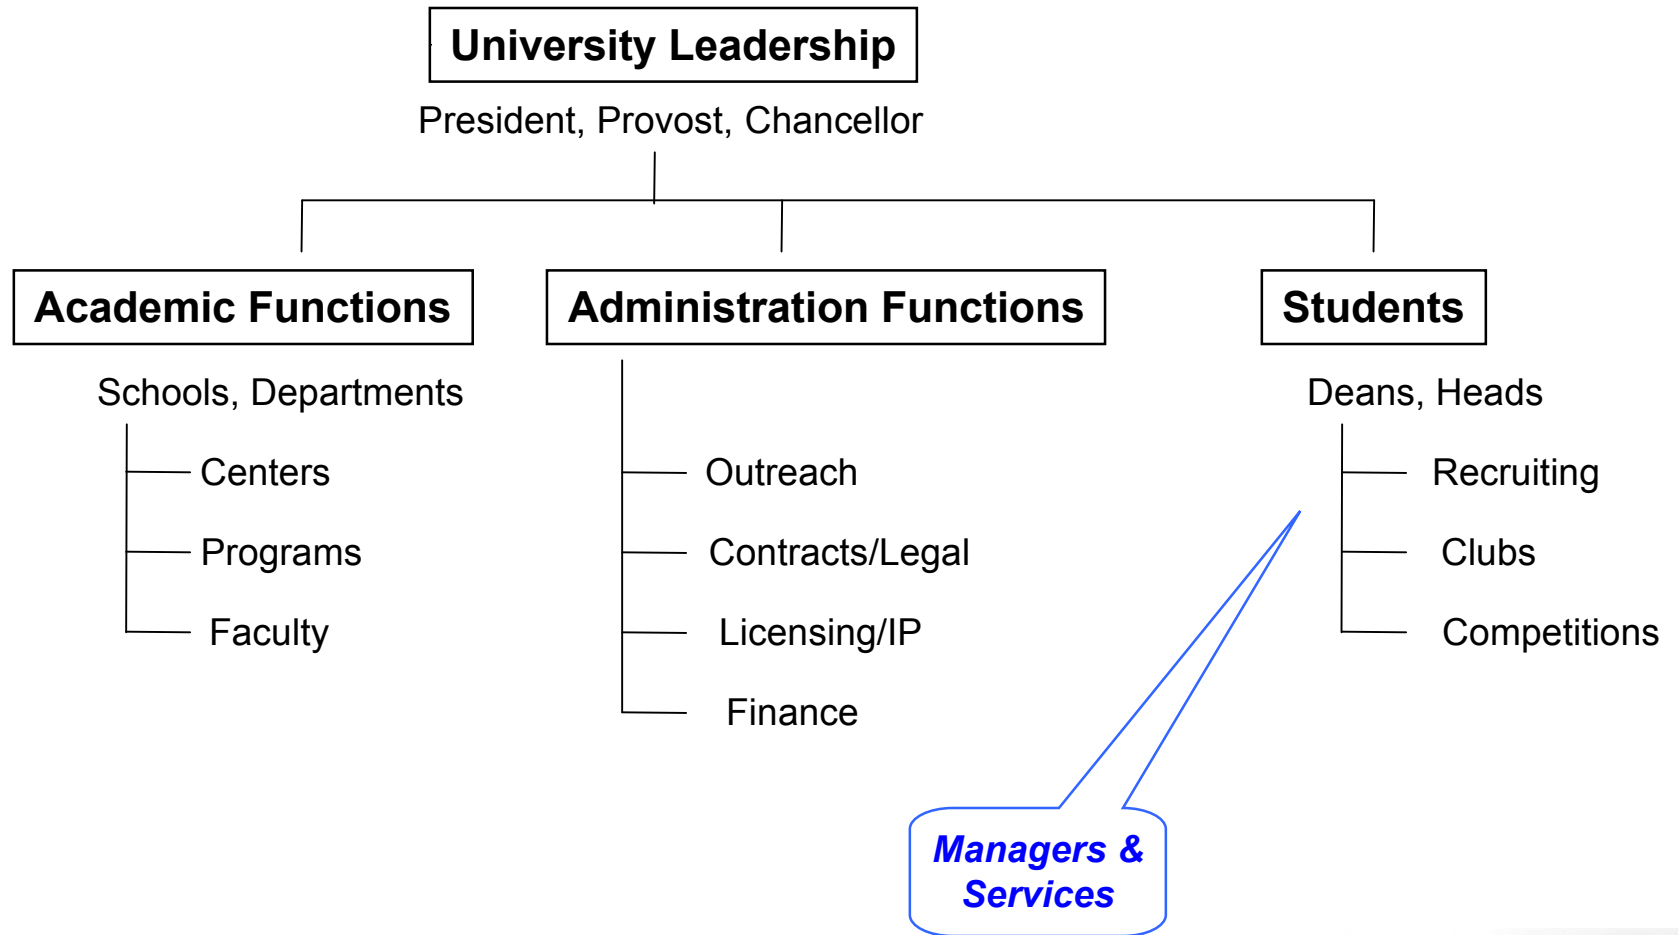 University Leadership
President, Provost, Chancellor
Academic Functions
Schools, Departments
Centers
Programs
Faculty
Administration Functions
Outreach
Contracts/Legal
Licensing/IP
Finance
Students
Deans, Heads
Recruiting
Clubs
Competitions
Managers &
Services